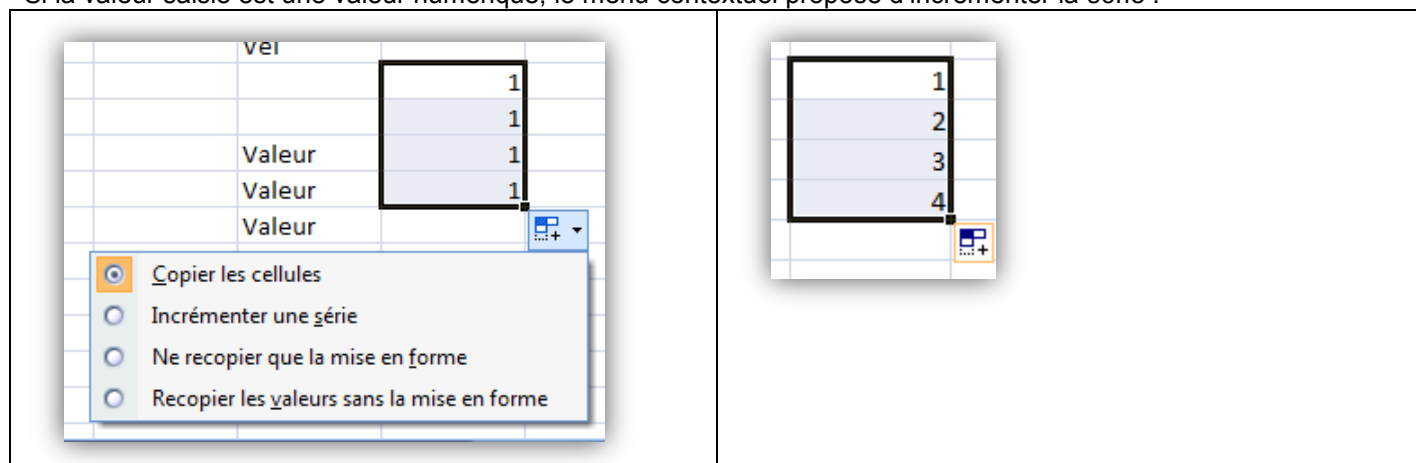 Si la valeur saisie est une valeur numérique, le menu contextuel propose d'incrémenter la série :
1
1
Valeur 1
Valeur 1
Valeur
Copier les cellules
Incrémenter une série
Ne recopier que la mise en forme
Recopier les valeurs sans la mise en forme
1
2
3
4